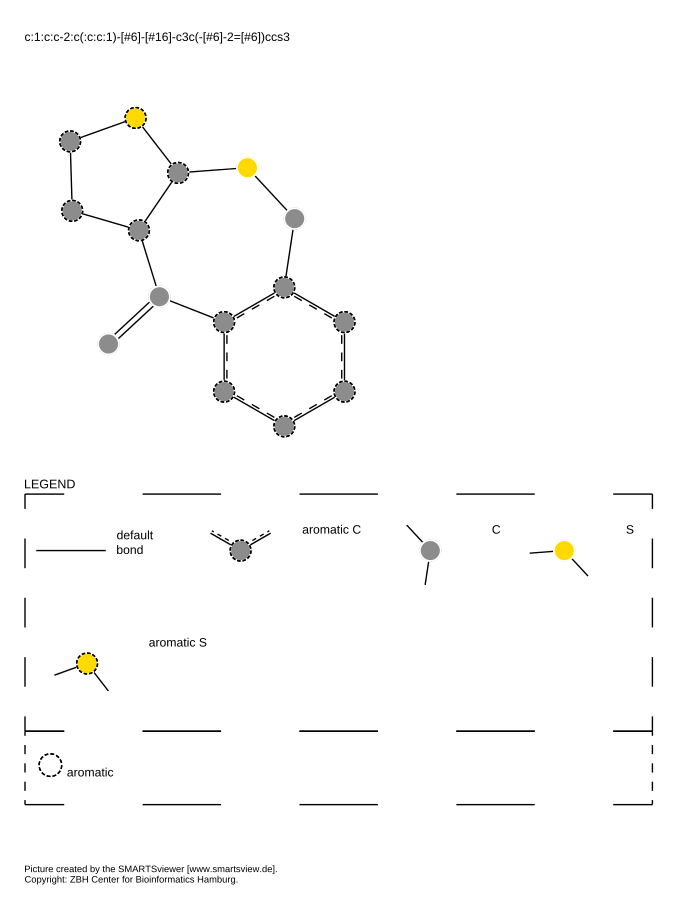 c:1:c:c-2:c(:c:c:1)-[#6]-[#16]-c3c(-[#6]-2=[#6])ccs3
LEGEND
default
bond
aromatic C
C
S
aromatic S
aromatic
Picture created by the SMARTSviewer [www.smartsview.de].
Copyright: ZBH Center for Bioinformatics Hamburg.